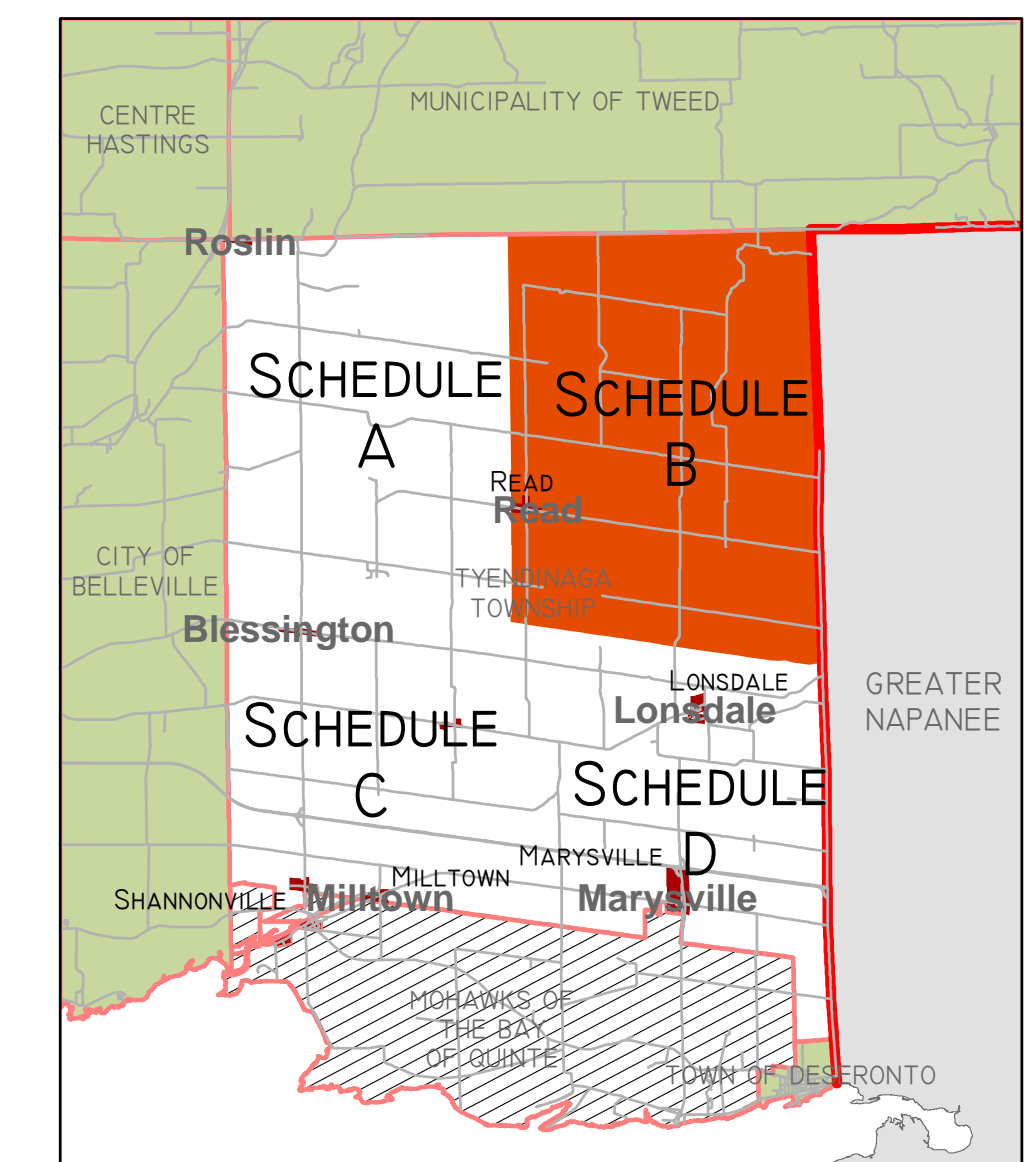 CENTRE
HASTINGS
MUNICIPALITY OF TWEED
Roslin
SCHEDULE
A
SCHEDULE
B
READ
Read
CITY OF
BELLEVILLE
TYENDINAGA
TOWNSHIP
Blessington
LONSDALE
Lonsdale
GREATER
NAPANEE
SCHEDULE
C
SCHEDULE
D
MARYSVILLE
Marysville
MILLTOWN
Milltown
SHANNONVILLE
MOHAWKS OF
THE BAY
OF QUINTE
TOWN OF DESERONTO